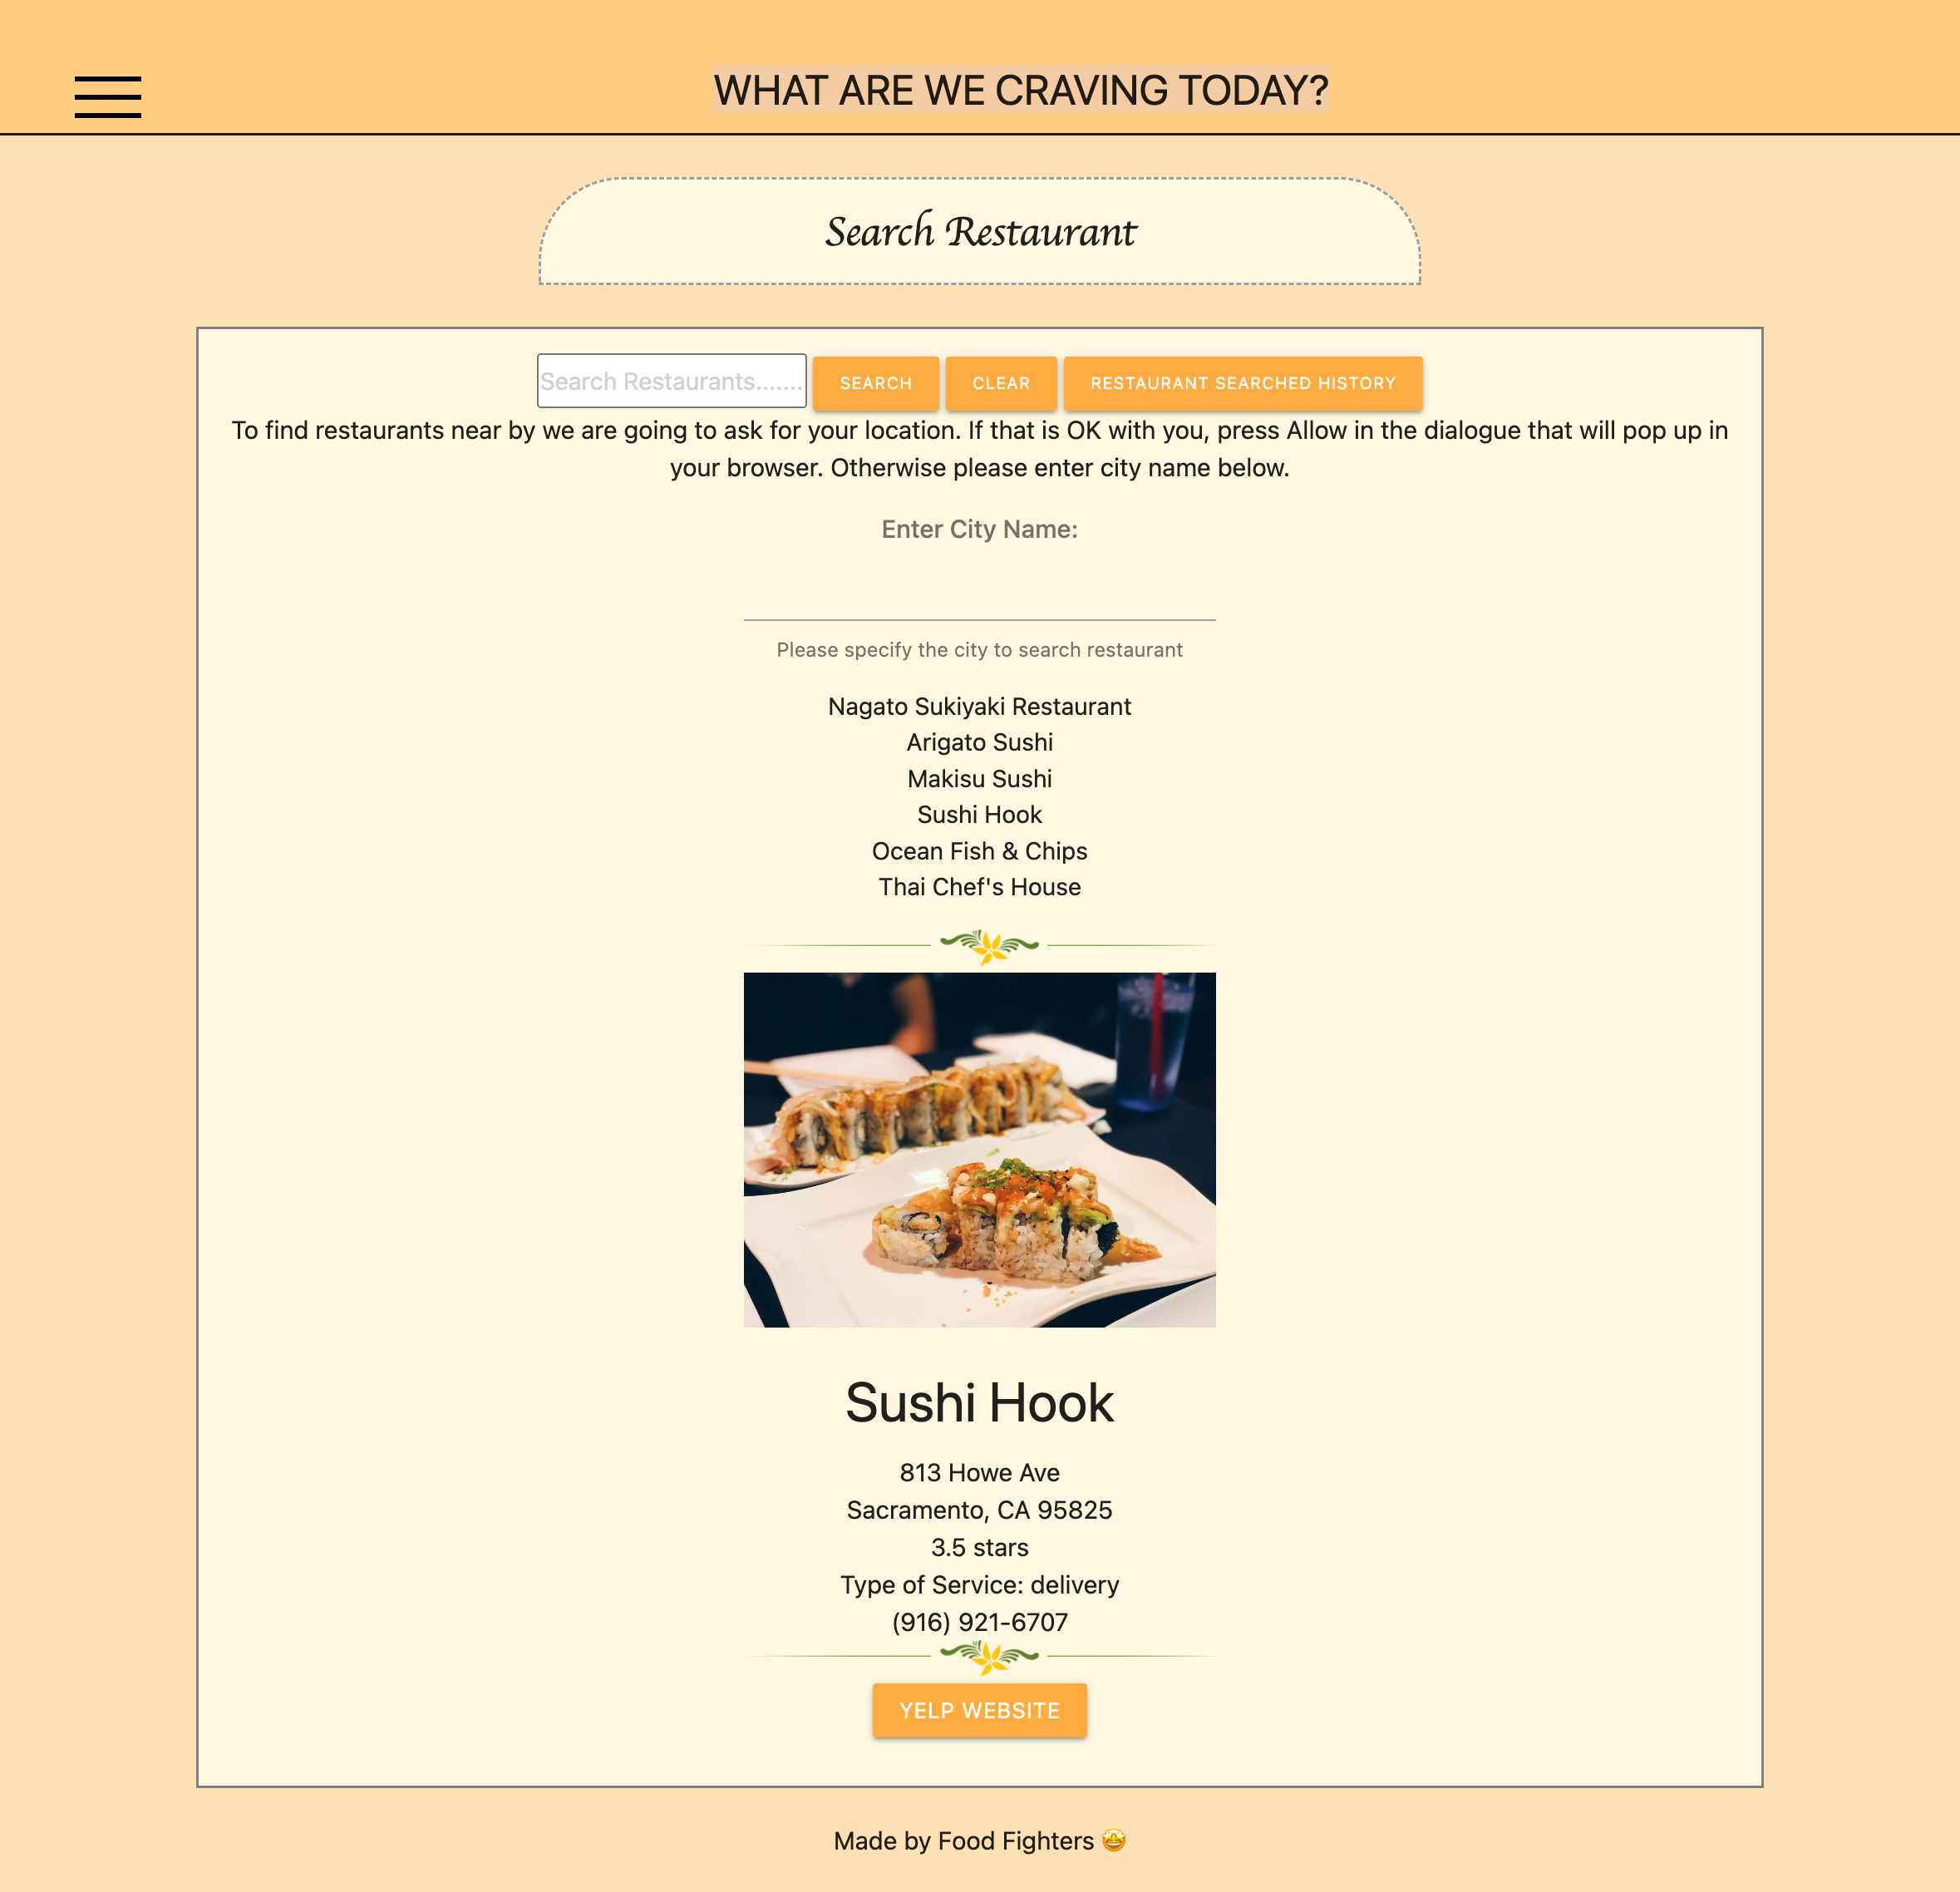 WHAT ARE WE CRAVING TODAY?
Search Restaurant
Search Restaurants....... SEARCH CLEAR RESTAURANT SEARCHED HISTORY
To find restaurants near by we are going to ask for your location. If that is OK with you, press Allow in the dialogue that will pop up in
your browser. Otherwise please enter city name below.
Enter City Name:
Please specify the city to search restaurant
Nagato Sukiyaki Restaurant
Arigato Sushi
Makisu Sushi
Sushi Hook
Ocean Fish & Chips
Thai Chef's House
Sushi Hook
813 Howe Ave
Sacramento, CA 95825
3.5 stars
Type of Service: delivery
(916) 921-6707
YELP WEBSITE
Made by Food Fighters 🤩